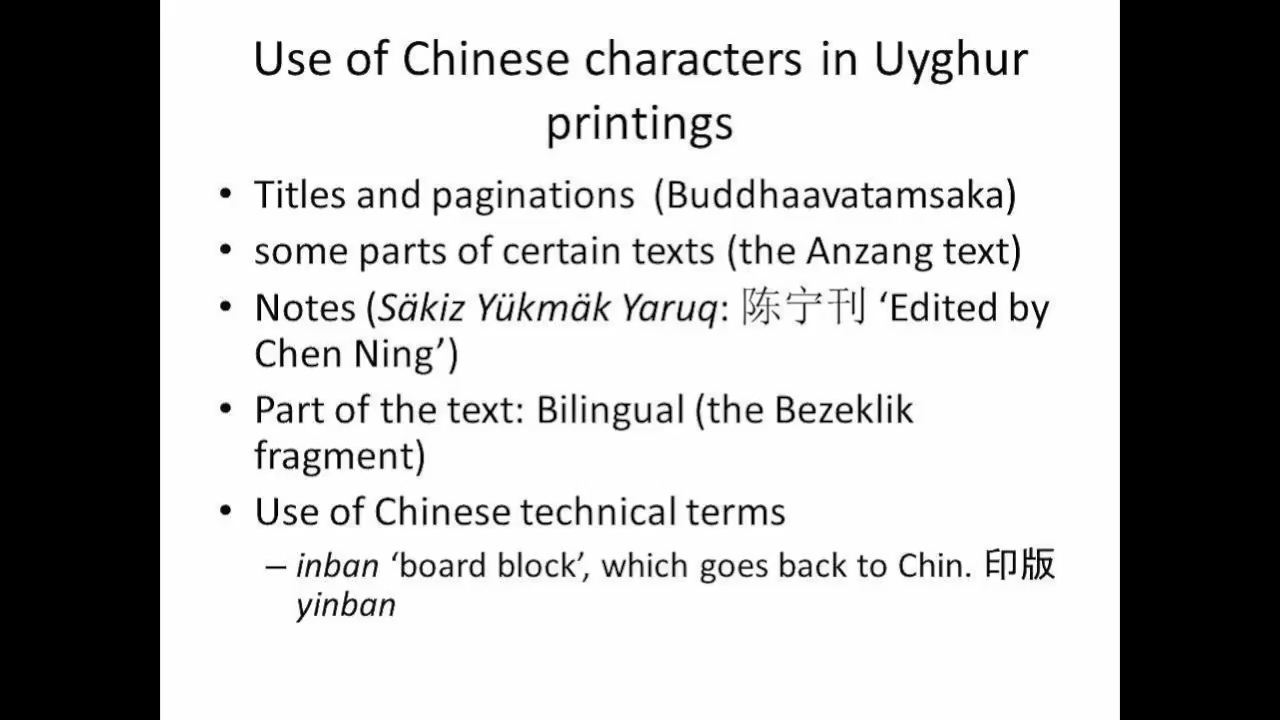 Use of Chinese characters in Uyghur
printings
• Titles and paginations (Buddhaavatamsaka)
• some parts of certain texts (the Anzang text)
• Notes (Säkiz Yükmäk Yaruq: 陈宁刊 ‘Edited by
Chen Ning’)
• Part of the text: Bilingual (the Bezeklik
fragment)
• Use of Chinese technical terms
– inban ‘board block’, which goes back to Chin. 印版
yinban